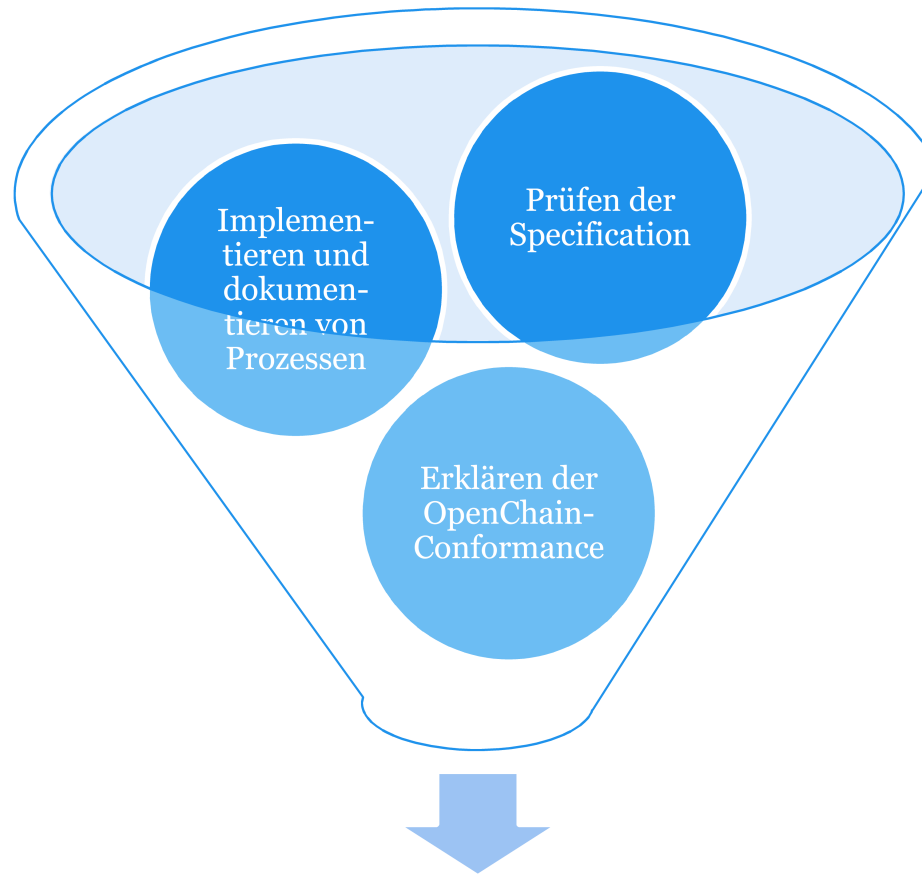 Implemen-
tieren und
dokumen-
tieren von
Prozessen
Prüfen der
Specification
Erklären der
OpenChain-
Conformance